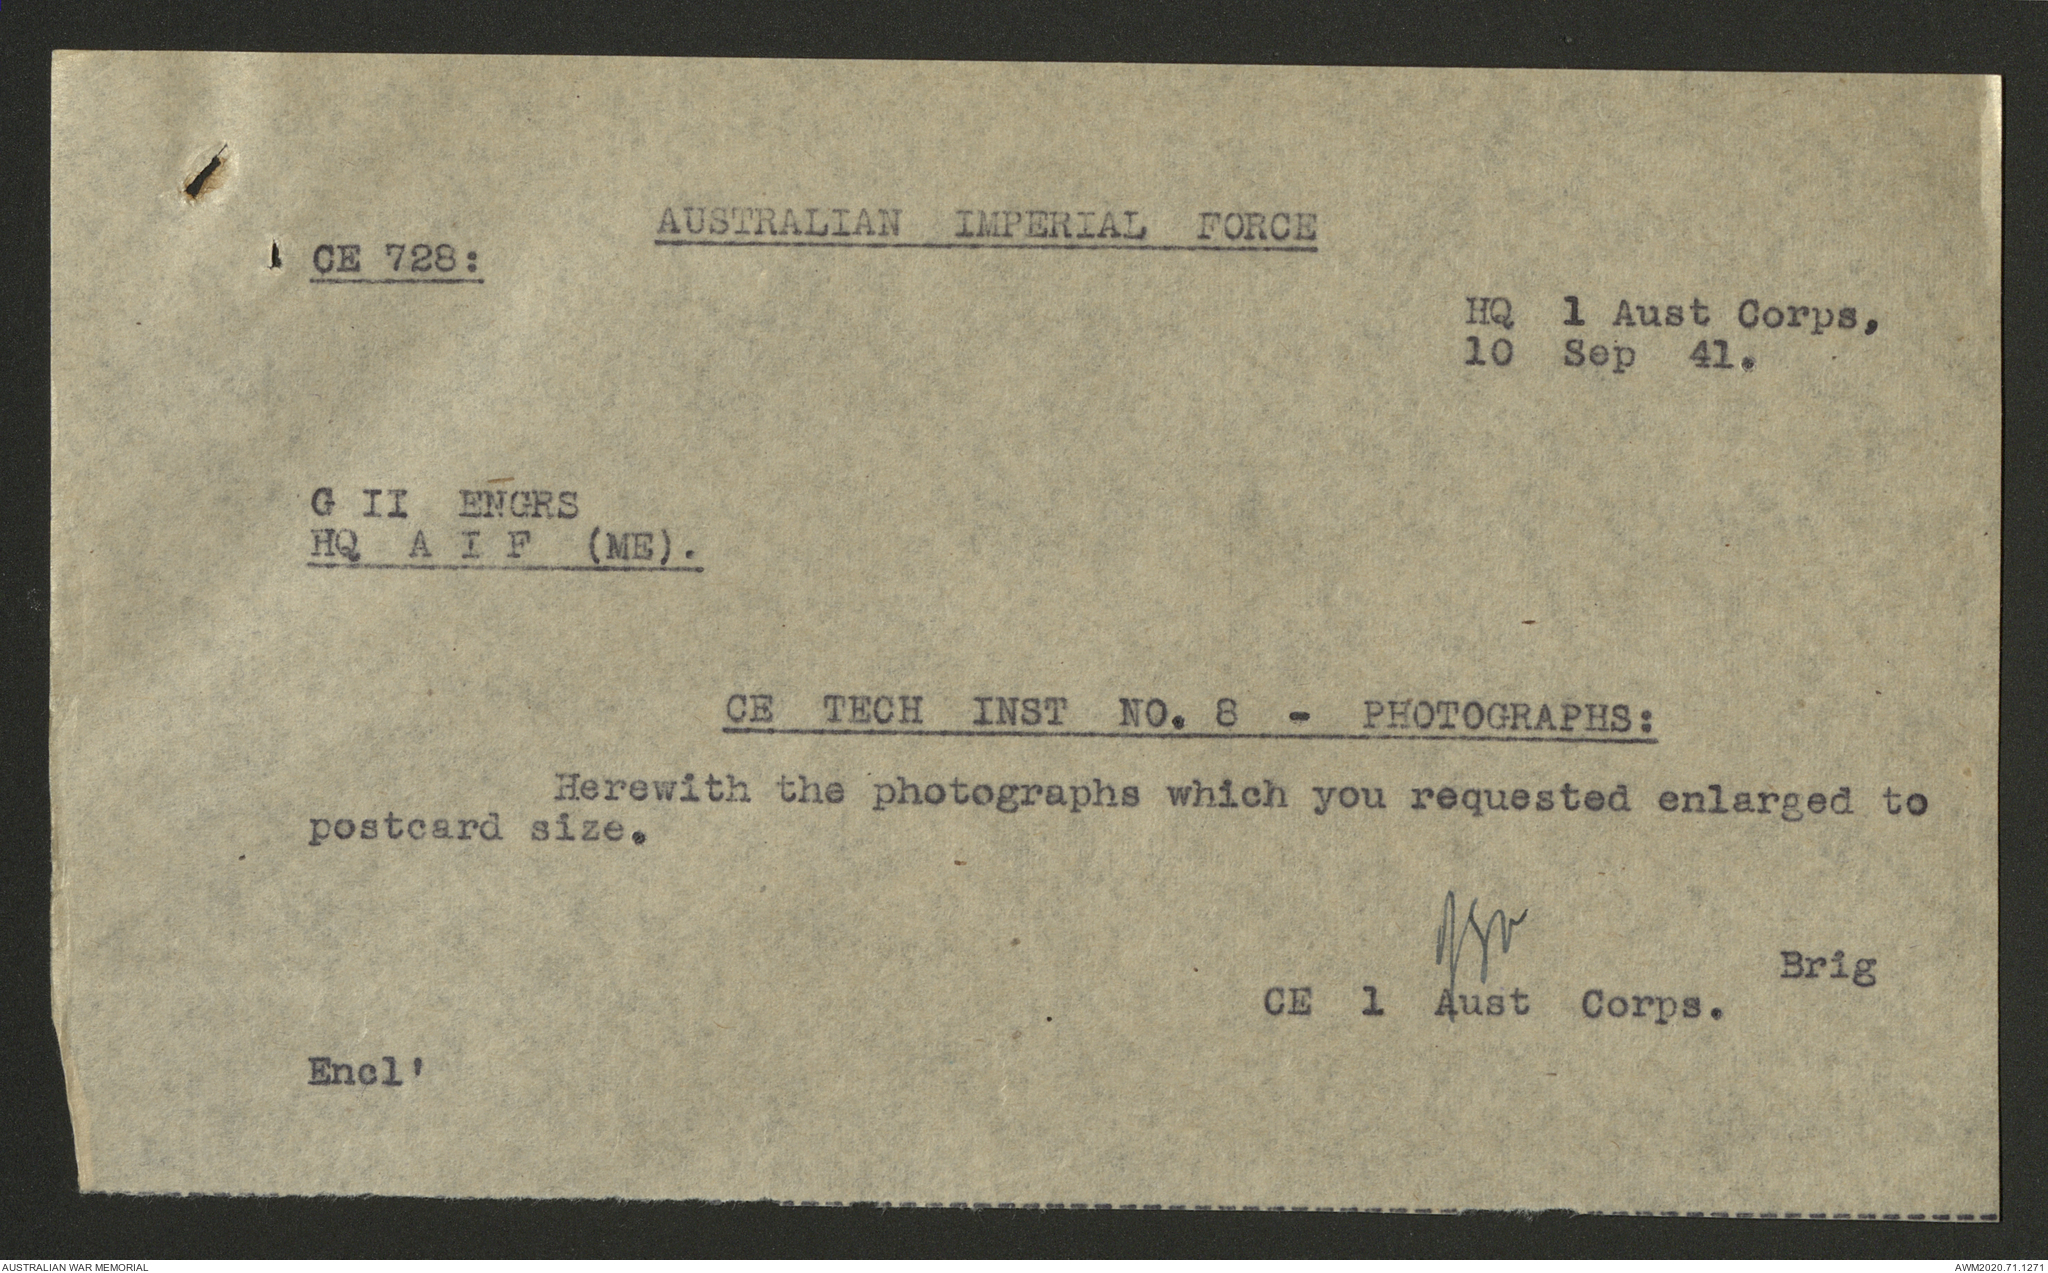 AUSTRALIAN IMPERIAL FORCE
CE 728:
HQ 1 Aust Corps,
10 Sep 41.
G II ENGRS
HQ A I F (ME).
CE TECH INST NO. 8 - PHOTOGRAPHS:
Herewith the photographs which you requested enlarged to
postcard size.
Brig
CE 1 Aust Corps.
Encl'
AUSTRALIAN WAR MEMORIAL
AWM2020.71.1271